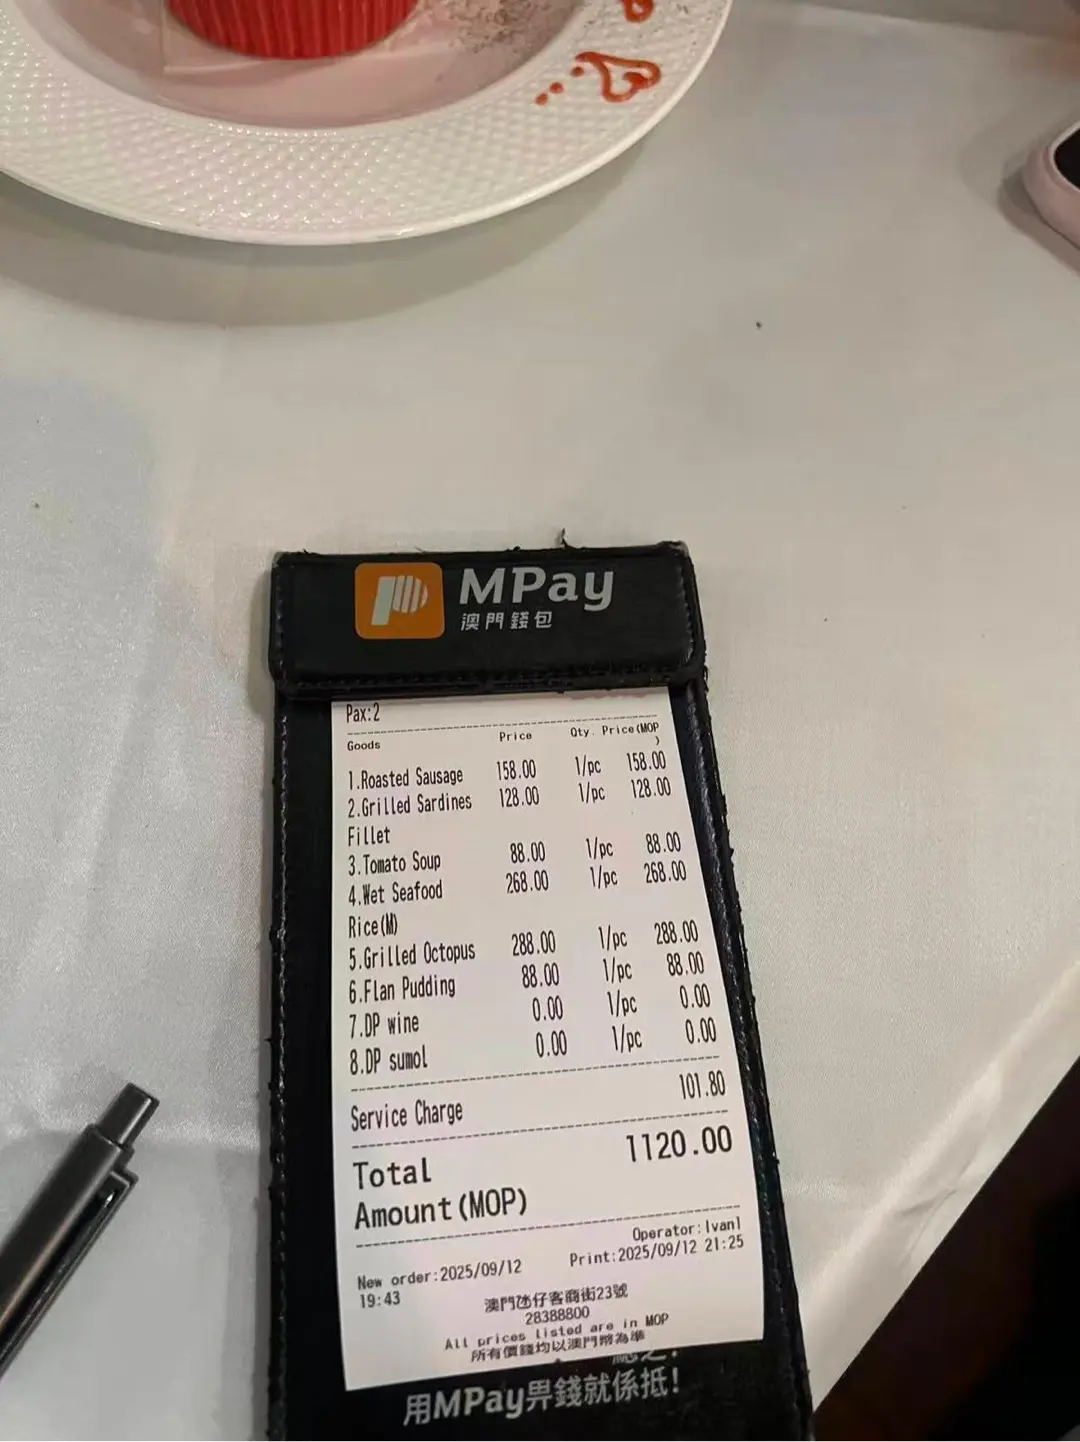 MPay
澳門錢包
Pax:2
Goods Price Qty. Price(MOP
)
1.Roasted Sausage 158.00 1/pc 158.00
2.Grilled Sardines 128.00 1/pc 128.00
Fillet
3.Tomato Soup 88.00 1/pc 88.00
4.Wet Seafood 268.00 1/pc 268.00
Rice(M)
5.Grilled Octopus 288.00 1/pc 288.00
6.Flan Pudding 88.00 1/pc 88.00
7.DP wine 0.00 1/pc 0.00
8.DP sumol 0.00 1/pc 0.00
Service Charge 101.80
Total 1120.00
Amount(MOP)
Operator:Ivan1
New order:2025/09/12 Print:2025/09/12 21:25
19:43
澳門氹仔客商街23號
28388800
All prices listed are in MOP
所有價錢均以澳門幣為準
用MPay畀錢就係抵!